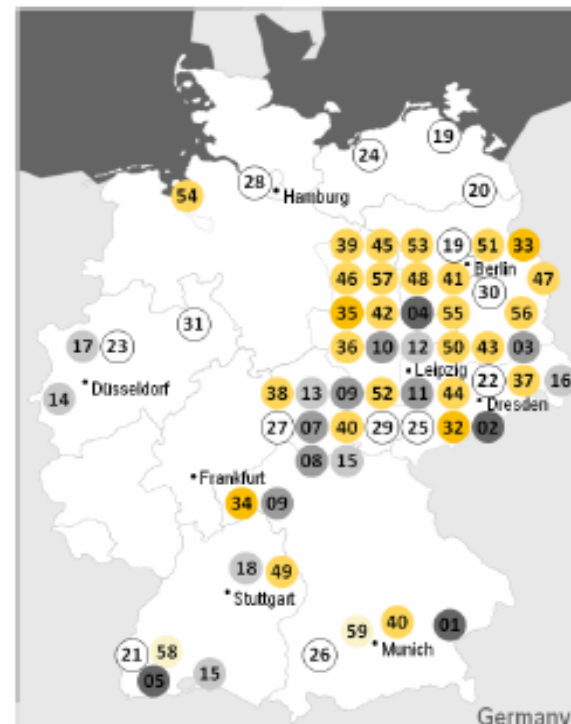 19
24
28
20
Hamburg
54
39 45 53 19 51 33
Berlin
46 57 48 41 30 47
35 42 04 55 56
31
17 23
36 10 12 50 43 03
Leipzig
Düsseldorf
14
38 13 09 52 11 44 22 37 16
Dresden
27 07 40 29 25 32 02
08 15
Frankfurt
34 09
18 49
Stuttgart
59 40 01
21 58
26
Munich
05 15
Germany